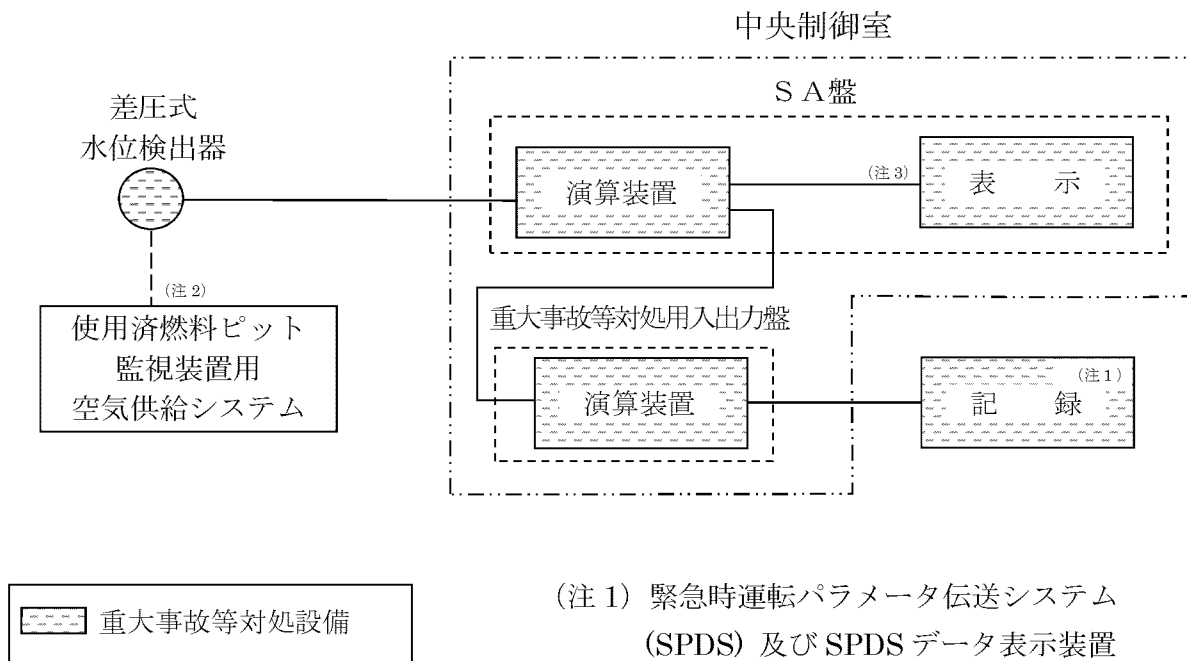 中央制御室
ＳＡ盤
差圧式
水位検出器
演算装置
(注3)
表　示
(注2)
使用済燃料ピット
監視装置用
空気供給システム
重大事故等対処用入出力盤
演算装置
(注1)
記　録
重大事故等対処設備
(注1) 緊急時運転パラメータ伝送システム
(SPDS) 及び SPDS データ表示装置